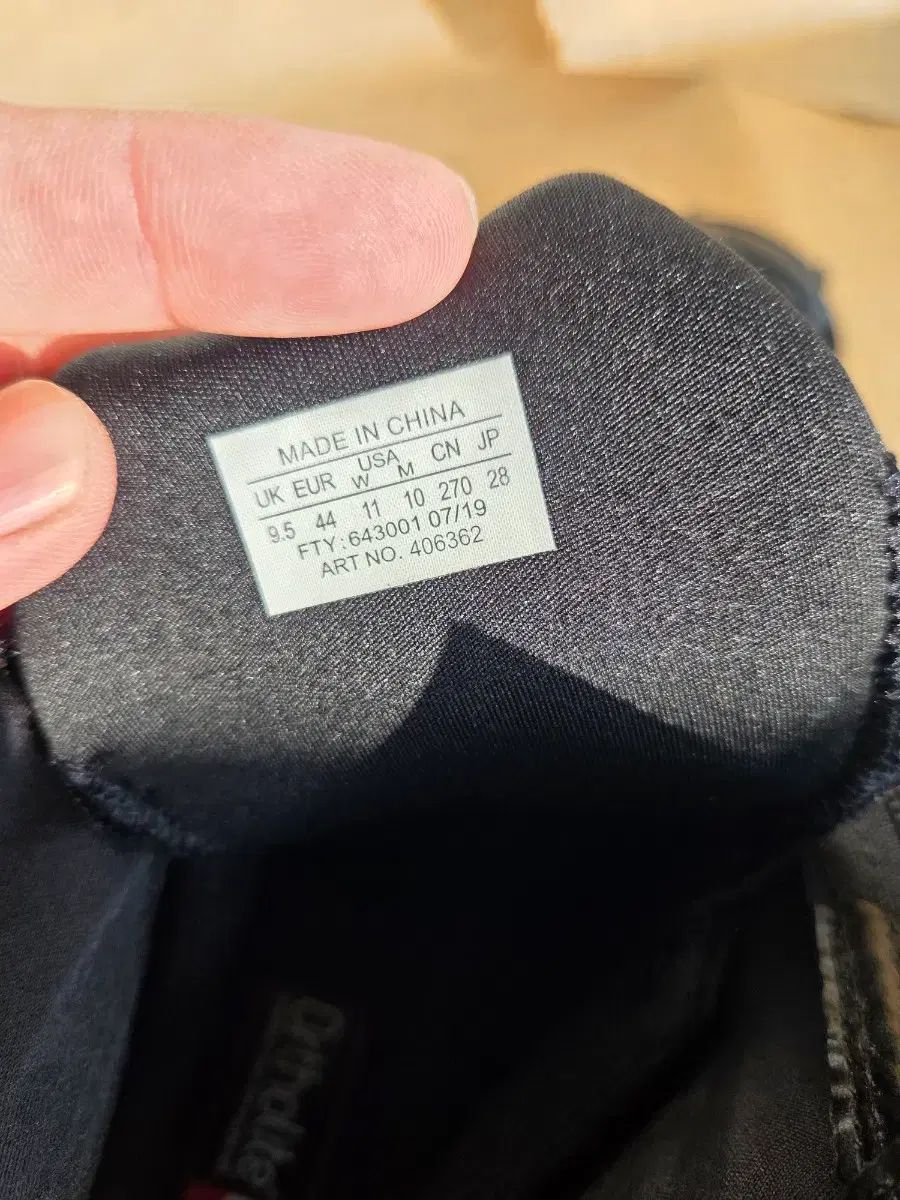 MADE IN CHINA
UK EUR USA W M CN JP
9.5 44 11 10 270 28
FTY:643001 07/19
ART NO. 406362
Ortholite